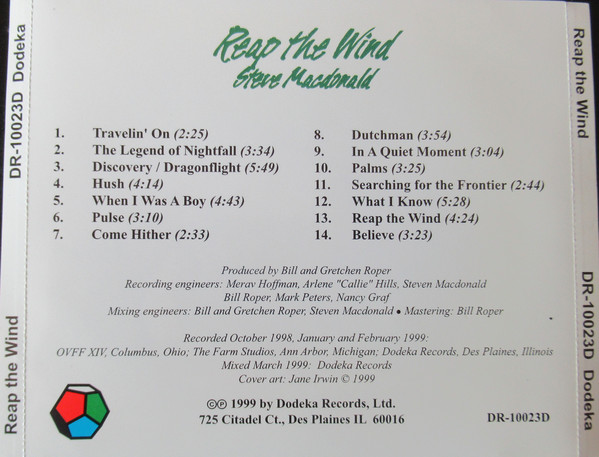 Reap the Wind
Steve Macdonald
1. Travelin' On (2:25)
2. The Legend of Nightfall (3:34)
3. Discovery / Dragonflight (5:49)
4. Hush (4:14)
5. When I Was A Boy (4:43)
6. Pulse (3:10)
7. Come Hither (2:33)
8. Dutchman (3:54)
9. In A Quiet Moment (3:04)
10. Palms (3:25)
11. Searching for the Frontier (2:44)
12. What I Know (5:28)
13. Reap the Wind (4:24)
14. Believe (3:23)
Produced by Bill and Gretchen Roper
Recording engineers: Merav Hoffman, Arlene "Callie" Hills, Steven Macdonald
Bill Roper, Mark Peters, Nancy Graf
Mixing engineers: Bill and Gretchen Roper, Steven Macdonald ● Mastering: Bill Roper
Recorded October 1998, January and February 1999:
OVFF XIV, Columbus, Ohio; The Farm Studios, Ann Arbor, Michigan; Dodeka Records, Des Plaines, Illinois
Mixed March 1999: Dodeka Records
Cover art: Jane Irwin © 1999
©℗ 1999 by Dodeka Records, Ltd.
725 Citadel Ct., Des Plaines IL 60016
DR-10023D
Reap the Wind
DR-10023D Dodeka
Reap the Wind
DR-10023D Dodeka